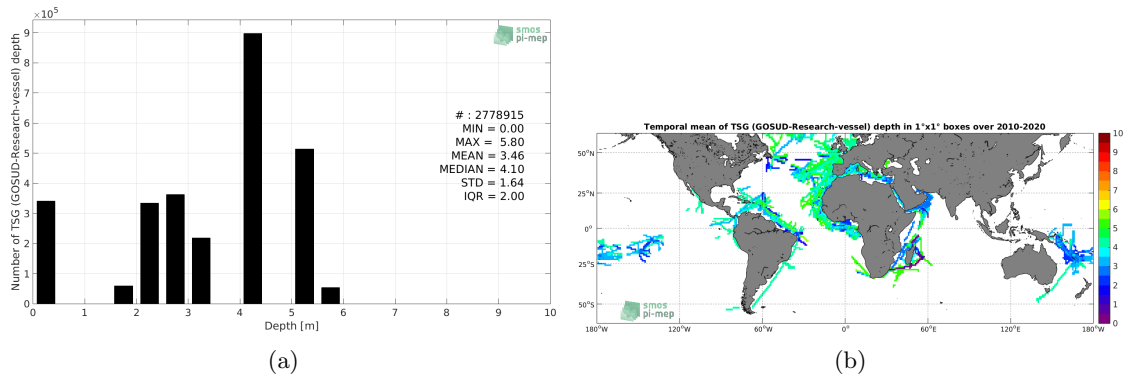 ×10⁵
9
8
7
6
5
4
3
2
1
0
Number of TSG (GOSUD-Research-vessel) depth
smos
pi-mep
# : 2778915
MIN = 0.00
MAX = 5.80
MEAN = 3.46
MEDIAN = 4.10
STD = 1.64
IQR = 2.00
0 1 2 3 4 5 6 7 8 9 10
Depth [m]
(a)
Temporal mean of TSG (GOSUD-Research-vessel) depth in 1°x1° boxes over 2010-2020
50°N
25°N
0°
25°S
50°S
smos
pi-mep
180°W 120°W 60°W 0° 60°E 120°E 180°E
10
9
8
7
6
5
4
3
2
1
0
(b)